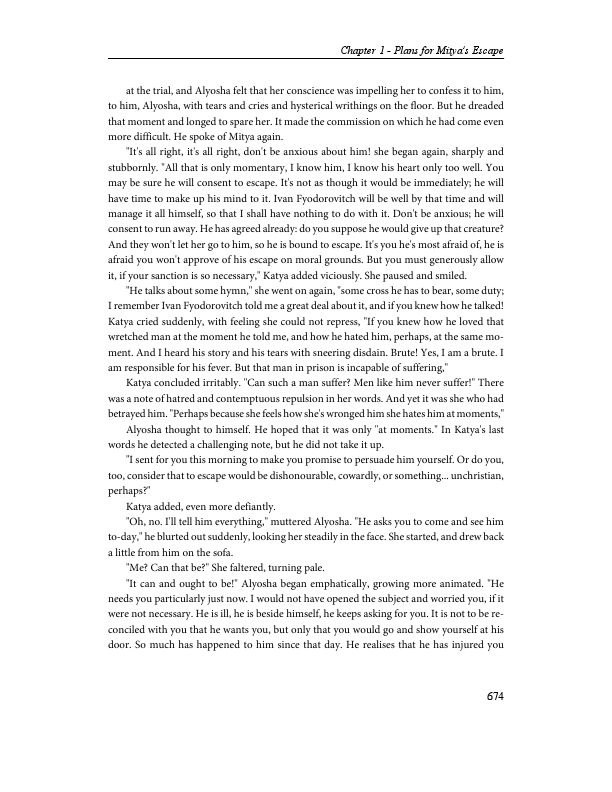 Chapter 1 - Plans for Mitya's Escape
at the trial, and Alyosha felt that her conscience was impelling her to confess it to him,
to him, Alyosha, with tears and cries and hysterical writhings on the floor. But he dreaded
that moment and longed to spare her. It made the commission on which he had come even
more difficult. He spoke of Mitya again.
"It's all right, it's all right, don't be anxious about him! she began again, sharply and
stubbornly. "All that is only momentary, I know him, I know his heart only too well. You
may be sure he will consent to escape. It's not as though it would be immediately; he will
have time to make up his mind to it. Ivan Fyodorovitch will be well by that time and will
manage it all himself, so that I shall have nothing to do with it. Don't be anxious; he will
consent to run away. He has agreed already: do you suppose he would give up that creature?
And they won't let her go to him, so he is bound to escape. It's you he's most afraid of, he is
afraid you won't approve of his escape on moral grounds. But you must generously allow
it, if your sanction is so necessary," Katya added viciously. She paused and smiled.
"He talks about some hymn," she went on again, "some cross he has to bear, some duty;
I remember Ivan Fyodorovitch told me a great deal about it, and if you knew how he talked!
Katya cried suddenly, with feeling she could not repress, "If you knew how he loved that
wretched man at the moment he told me, and how he hated him, perhaps, at the same mo-
ment. And I heard his story and his tears with sneering disdain. Brute! Yes, I am a brute. I
am responsible for his fever. But that man in prison is incapable of suffering,"
Katya concluded irritably. "Can such a man suffer? Men like him never suffer!" There
was a note of hatred and contemptuous repulsion in her words. And yet it was she who had
betrayed him. "Perhaps because she feels how she's wronged him she hates him at moments,"
Alyosha thought to himself. He hoped that it was only "at moments." In Katya's last
words he detected a challenging note, but he did not take it up.
"I sent for you this morning to make you promise to persuade him yourself. Or do you,
too, consider that to escape would be dishonourable, cowardly, or something... unchristian,
perhaps?"
Katya added, even more defiantly.
"Oh, no. I'll tell him everything," muttered Alyosha. "He asks you to come and see him
to-day," he blurted out suddenly, looking her steadily in the face. She started, and drew back
a little from him on the sofa.
"Me? Can that be?" She faltered, turning pale.
"It can and ought to be!" Alyosha began emphatically, growing more animated. "He
needs you particularly just now. I would not have opened the subject and worried you, if it
were not necessary. He is ill, he is beside himself, he keeps asking for you. It is not to be re-
conciled with you that he wants you, but only that you would go and show yourself at his
door. So much has happened to him since that day. He realises that he has injured you
674